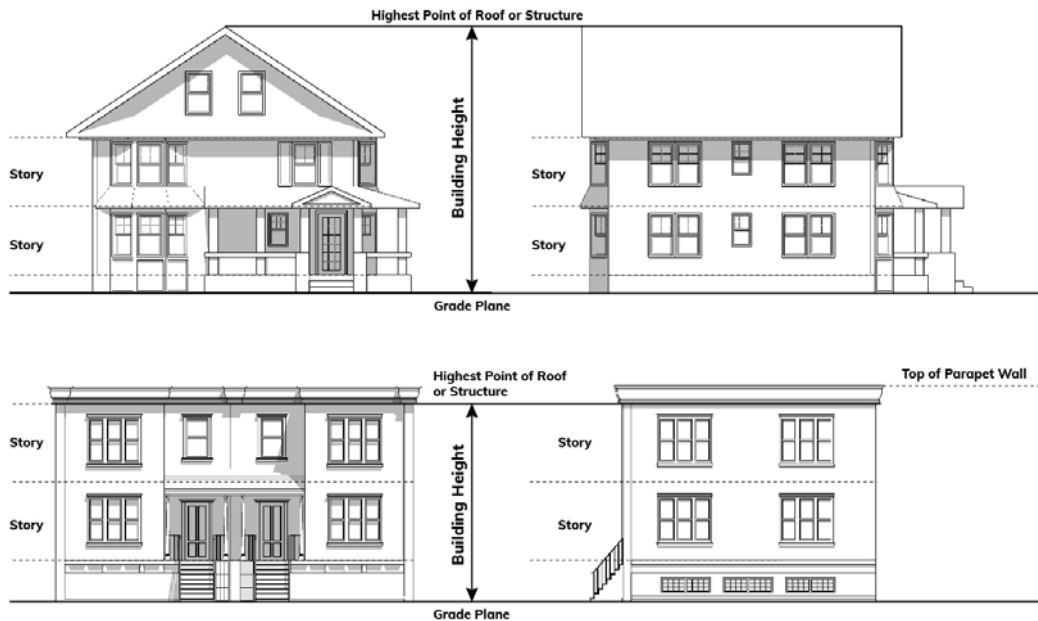 Highest Point of Roof or Structure
Story
Building Height
Story
Story
Story
Grade Plane
Highest Point of Roof
or Structure
Top of Parapet Wall
Story
Building Height
Story
Story
Story
Grade Plane